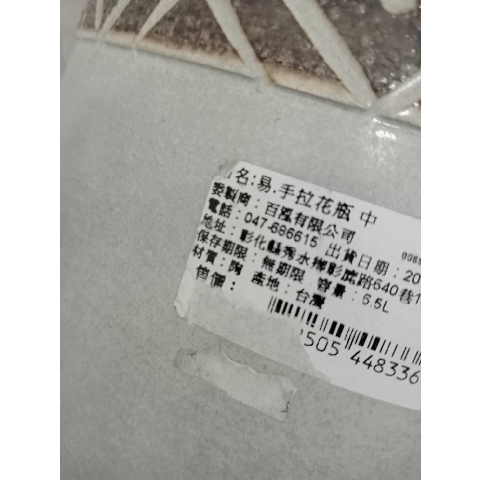 名:易.手拉花瓶 中
委製商：百泓有限公司
電話：047-686615 出貨日期：20
地址：彰化縣秀水鄉彰鹿路640巷1
保存期限：無期限 容量：6.5L
材質：陶 產地：台灣
售價：
505 448336